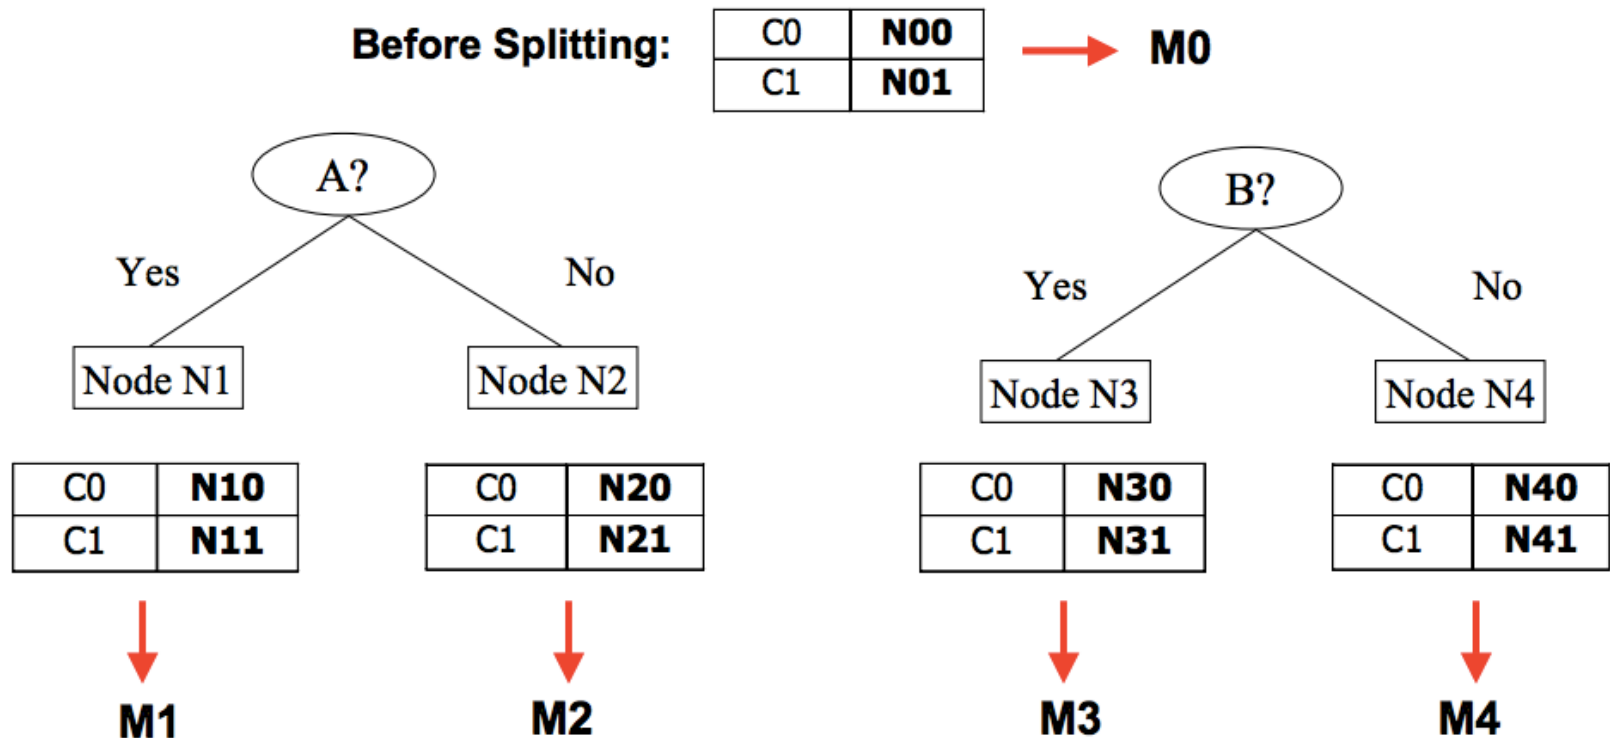 Before Splitting:
C0 N00
C1 N01
M0
A?
B?
Yes
No
Yes
No
Node N1
Node N2
Node N3
Node N4
C0 N10
C1 N11
C0 N20
C1 N21
C0 N30
C1 N31
C0 N40
C1 N41
M1
M2
M3
M4